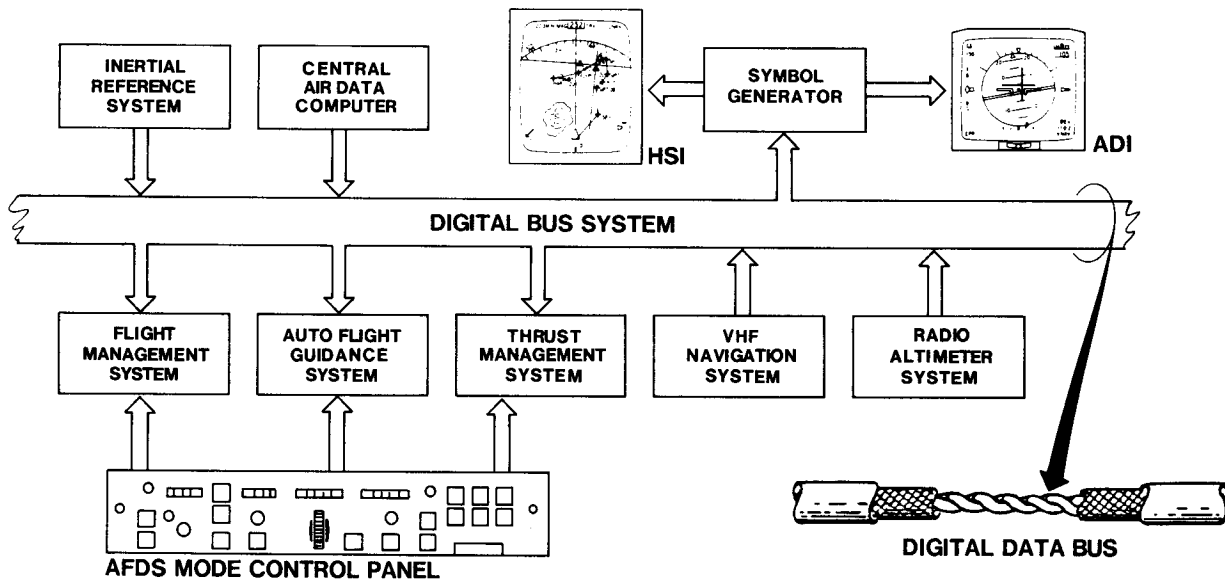 INERTIAL
REFERENCE
SYSTEM
CENTRAL
AIR DATA
COMPUTER
SYMBOL
GENERATOR
HSI
ADI
DIGITAL BUS SYSTEM
FLIGHT
MANAGEMENT
SYSTEM
AUTO FLIGHT
GUIDANCE
SYSTEM
THRUST
MANAGEMENT
SYSTEM
VHF
NAVIGATION
SYSTEM
RADIO
ALTIMETER
SYSTEM
AFDS MODE CONTROL PANEL
DIGITAL DATA BUS